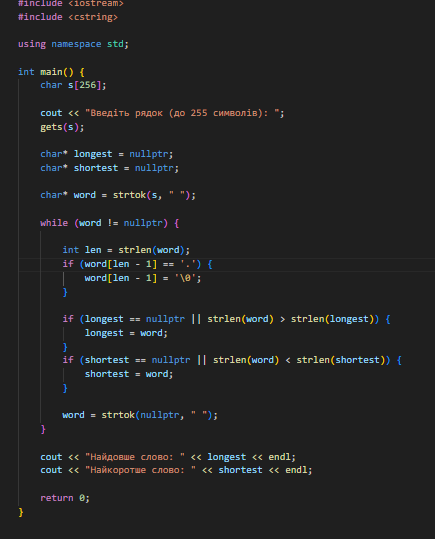 #include <iostream>
#include <cstring>
using namespace std;
int main() {
char s[256];
cout << "Введіть рядок (до 255 символів): ";
gets(s);
char* longest = nullptr;
char* shortest = nullptr;
char* word = strtok(s, " ");
while (word != nullptr) {
int len = strlen(word);
if (word[len - 1] == '.') {
word[len - 1] = '\0';
}
if (longest == nullptr || strlen(word) > strlen(longest)) {
longest = word;
}
if (shortest == nullptr || strlen(word) < strlen(shortest)) {
shortest = word;
}
word = strtok(nullptr, " ");
}
cout << "Найдовше слово: " << longest << endl;
cout << "Найкоротше слово: " << shortest << endl;
return 0;
}